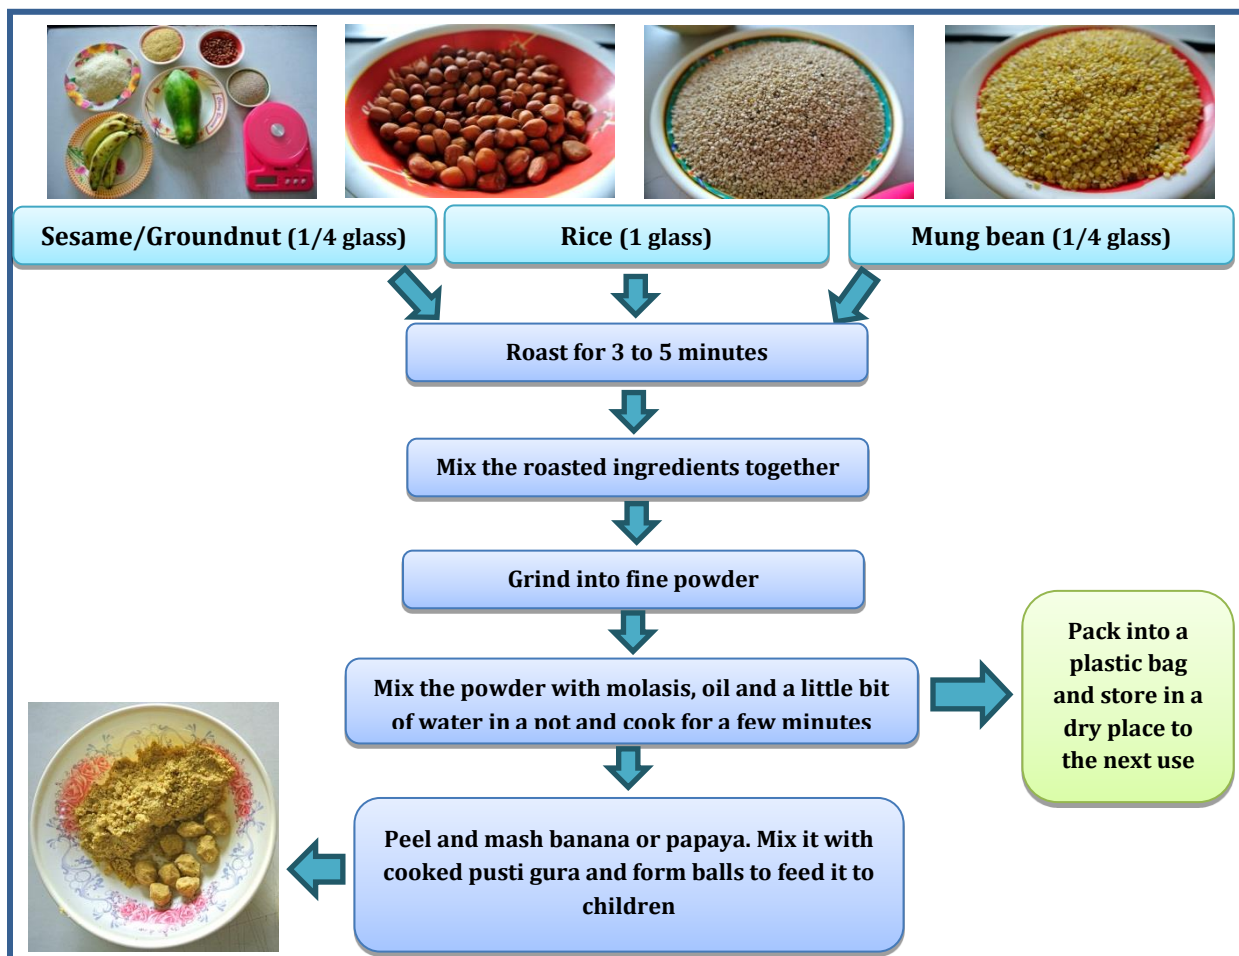 Sesame/Groundnut (1/4 glass)
Rice (1 glass)
Mung bean (1/4 glass)
Roast for 3 to 5 minutes
Mix the roasted ingredients together
Grind into fine powder
Mix the powder with molasis, oil and a little bit
of water in a pot and cook for a few minutes
Pack into a
plastic bag
and store in a
dry place to
the next use
Peel and mash banana or papaya. Mix it with
cooked pusti gura and form balls to feed it to
children